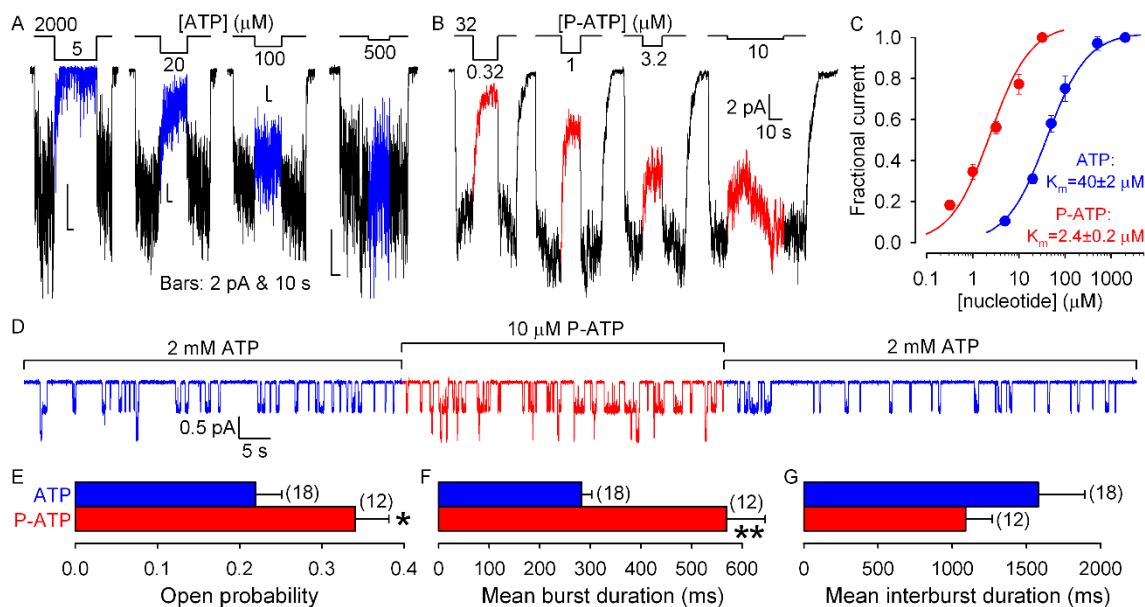 A
[ATP] (μM)
2000
5
20
100
500
Bars: 2 pA & 10 s
B
[P-ATP] (μM)
32
0.32
1
3.2
10
2 pA
10 s
C
Fractional current
1.0
0.8
0.6
0.4
0.2
0.0
ATP:
Km=40±2 μM
P-ATP:
Km=2.4±0.2 μM
0.1 1 10 100 1000
[nucleotide] (μM)
D
2 mM ATP
10 μM P-ATP
2 mM ATP
0.5 pA
5 s
E
ATP
P-ATP
(18)
(12)
*
0.0 0.1 0.2 0.3 0.4
Open probability
F
(18)
(12)
**
0 100 200 300 400 500 600
Mean burst duration (ms)
G
(18)
(12)
0 500 1000 1500 2000
Mean interburst duration (ms)